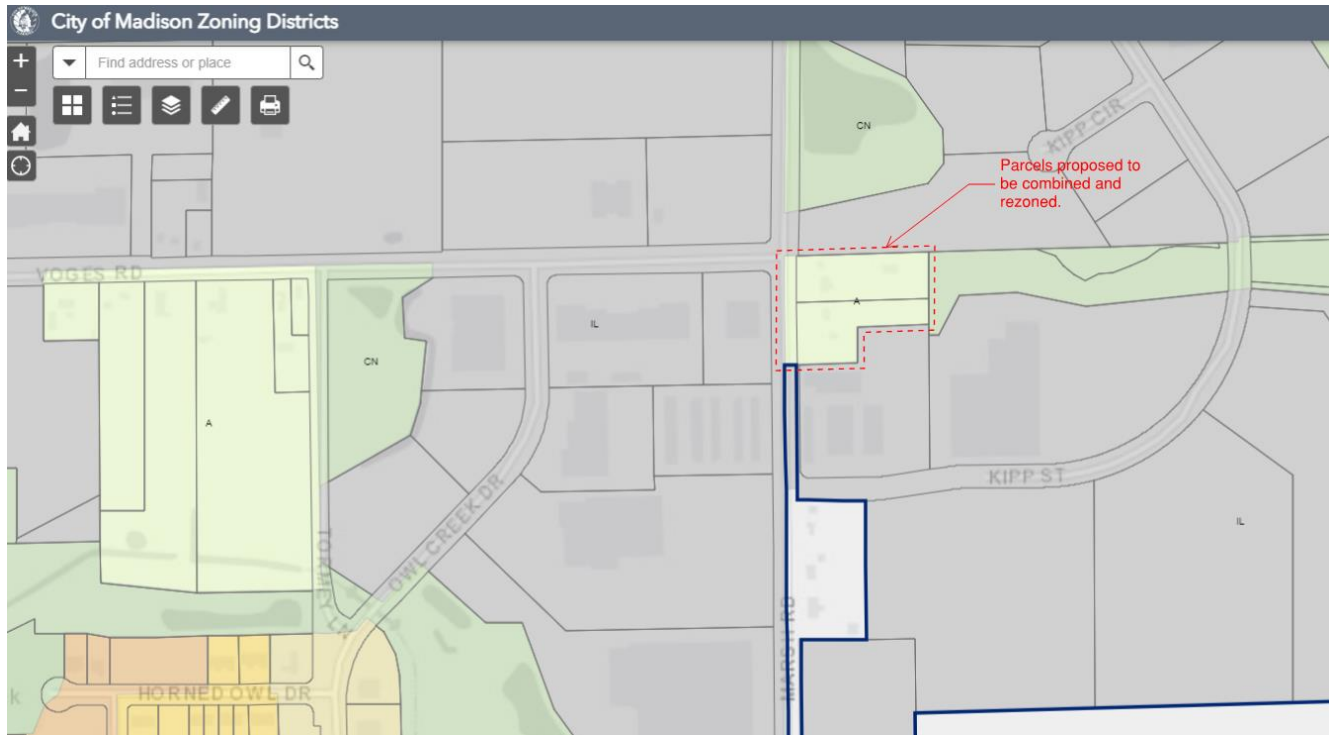 City of Madison Zoning Districts
Find address or place
CN
KIPP CIR
Parcels proposed to
be combined and
rezoned.
VOGES RD
A
IL
CN
A
KIPP ST
OWL CREEK DR
IL
TORMEY LN
MARSH RD
HORNED OWL DR
k